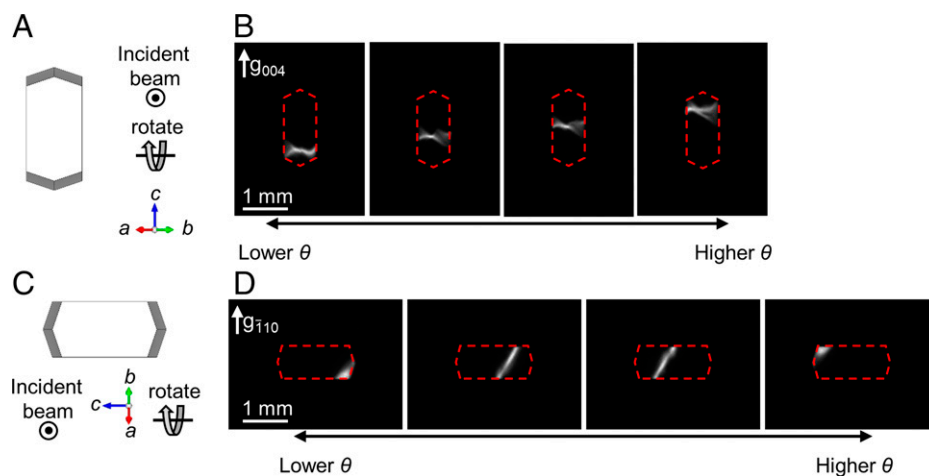 A
Incident
beam
rotate
c
a
b
B
g004
1 mm
Lower θ
Higher θ
C
Incident
beam
b
c
a
rotate
D
g1̄10
1 mm
Lower θ
Higher θ